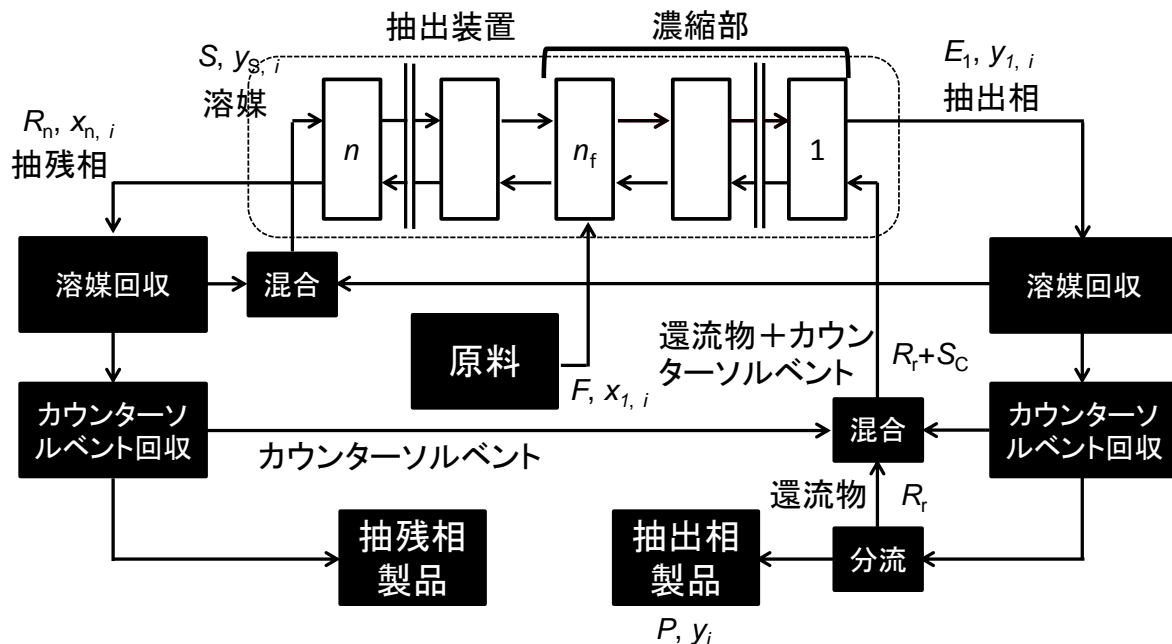 抽出装置
濃縮部
S, yS, i
溶媒
E1, y1, i
抽出相
Rn, xn, i
抽残相
n
nf
1
溶媒回収
混合
溶媒回収
原料
F, x1, i
還流物+カウン
ターソルベント
Rr+SC
カウンターソ
ルベント回収
カウンターソルベント
混合
カウンターソ
ルベント回収
還流物
Rr
抽残相
製品
抽出相
製品
分流
P, yi